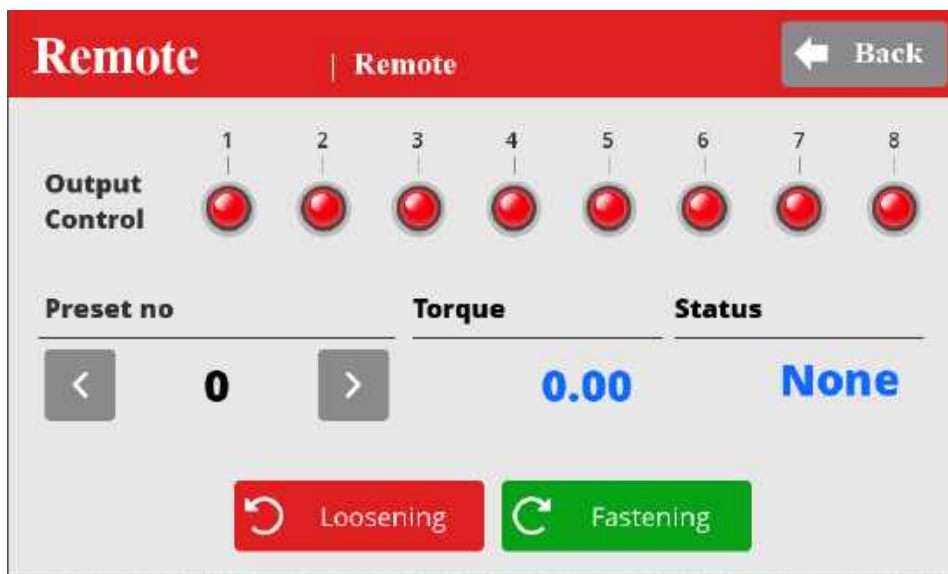 Remote | Remote Back
1 2 3 4 5 6 7 8
Output
Control
Preset no Torque Status
< 0 > 0.00 None
Loosening Fastening